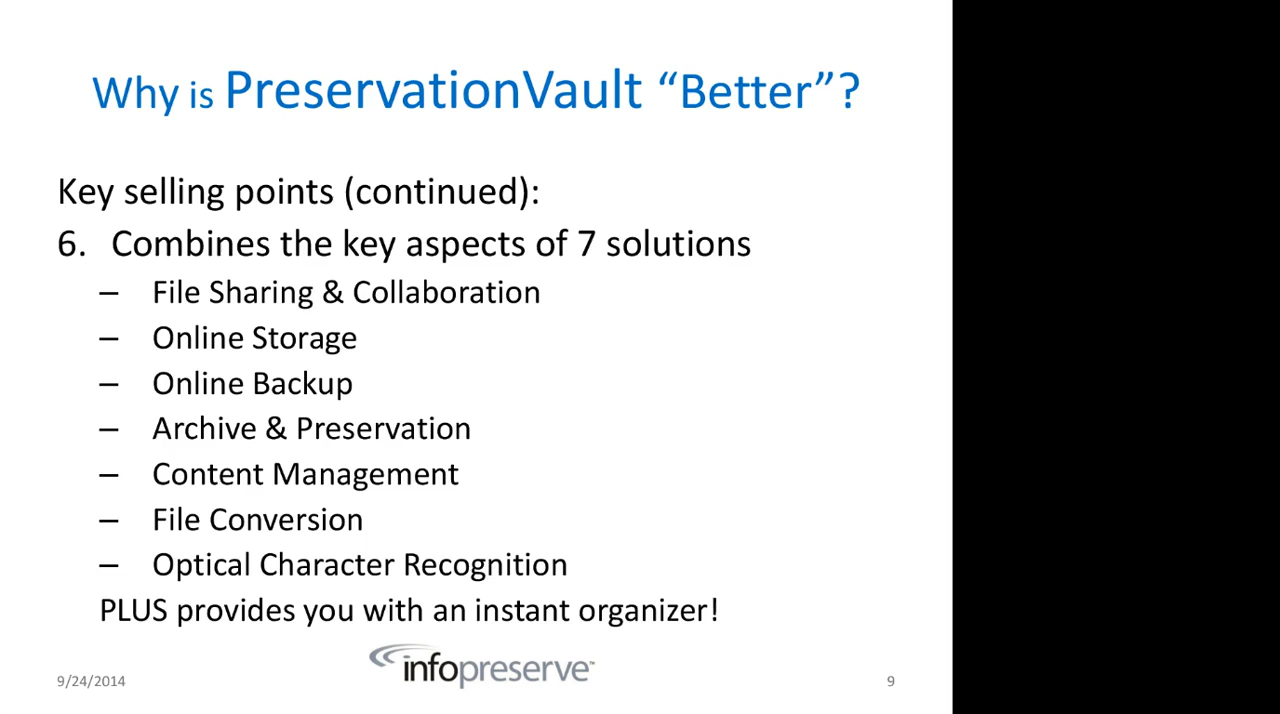 Why is PreservationVault “Better”?
Key selling points (continued):
6. Combines the key aspects of 7 solutions
– File Sharing & Collaboration
– Online Storage
– Online Backup
– Archive & Preservation
– Content Management
– File Conversion
– Optical Character Recognition
PLUS provides you with an instant organizer!
infopreserve™
9/24/2014
9